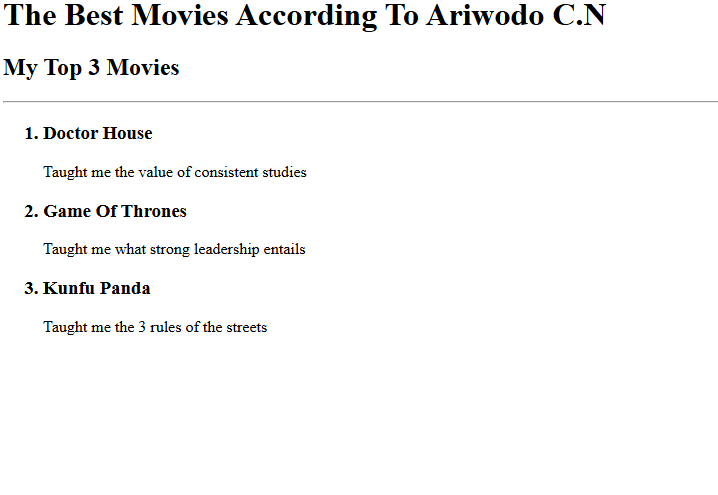 The Best Movies According To Ariwodo C.N
My Top 3 Movies
1. Doctor House
Taught me the value of consistent studies
2. Game Of Thrones
Taught me what strong leadership entails
3. Kunfu Panda
Taught me the 3 rules of the streets